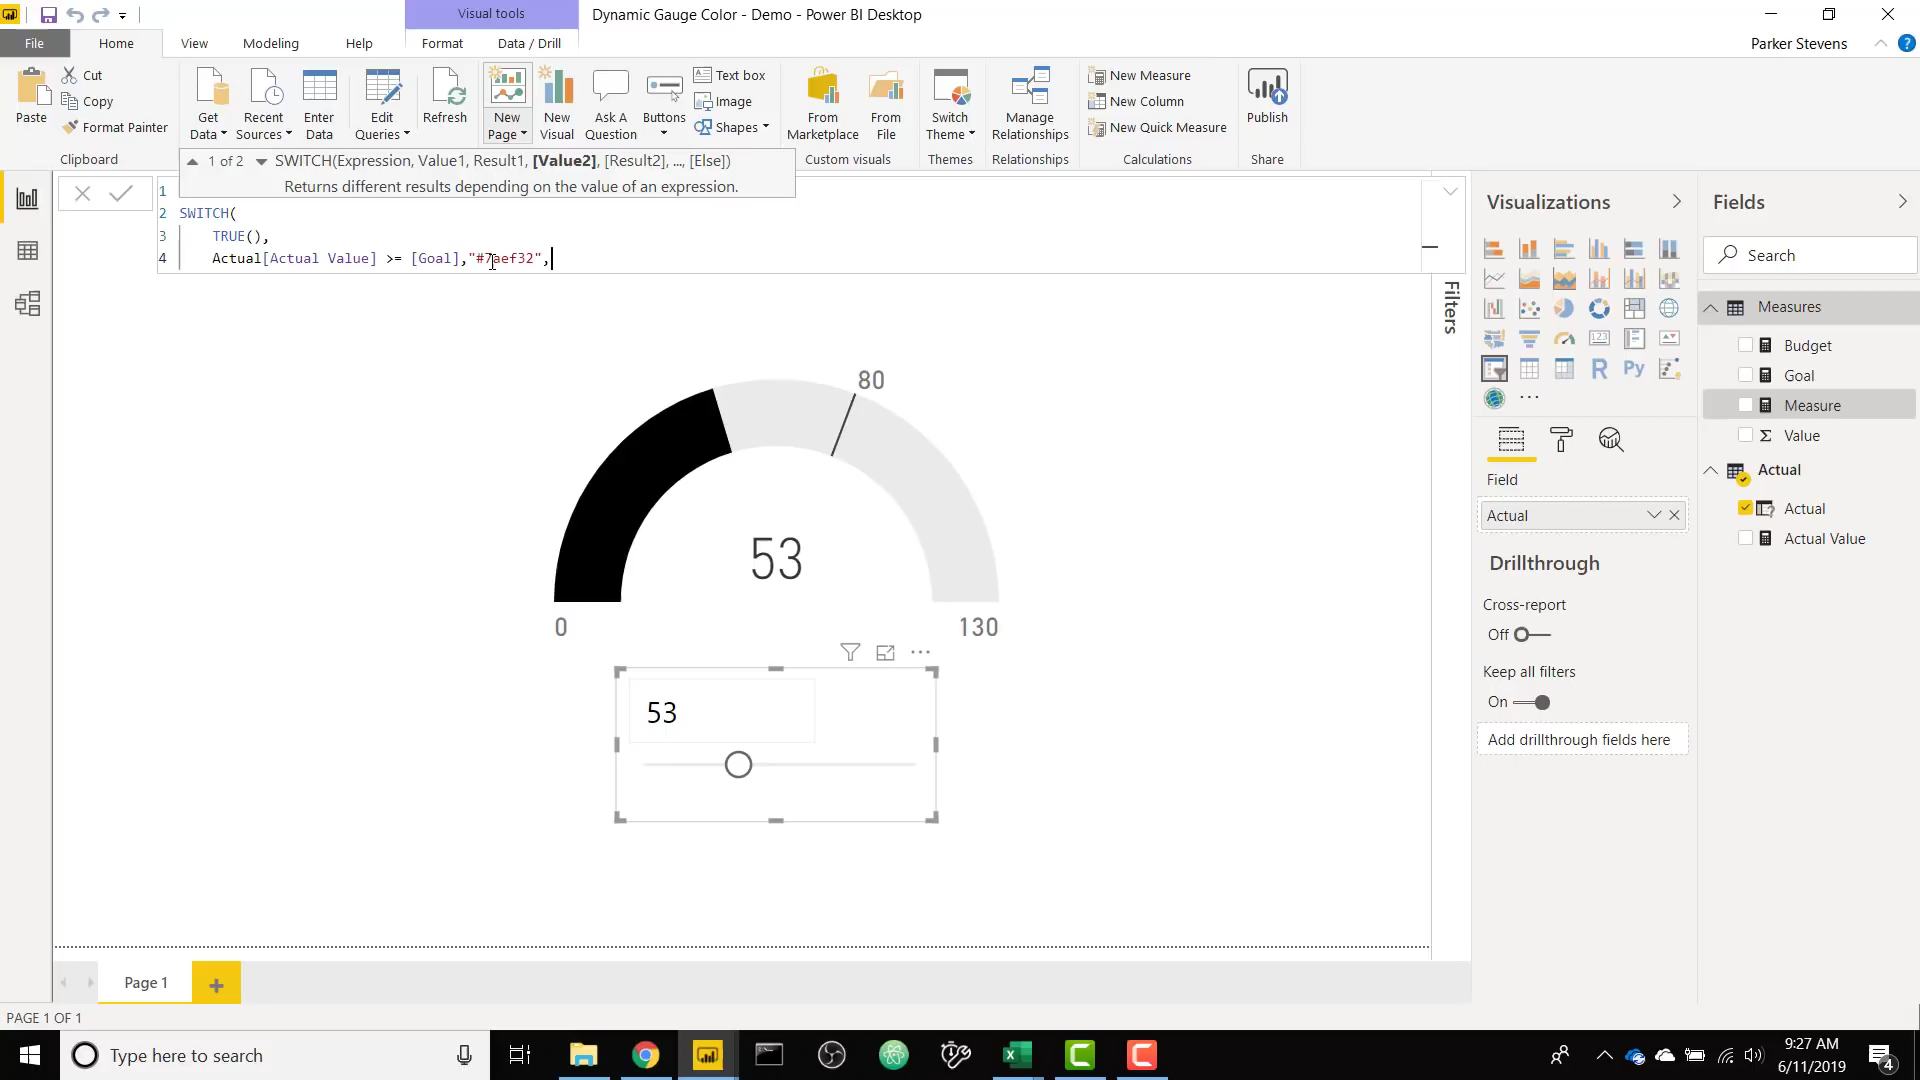 Visual tools
Dynamic Gauge Color - Demo - Power BI Desktop
File
Home
View
Modeling
Help
Format
Data / Drill
Parker Stevens
Paste
Cut
Copy
Format Painter
Clipboard
Get Data
Recent Sources
Enter Data
Edit Queries
Refresh
New Page
New Visual
Ask A Question
Buttons
Text box
Image
Shapes
From Marketplace
From File
Custom visuals
Switch Theme
Themes
Manage Relationships
Relationships
New Measure
New Column
New Quick Measure
Calculations
Publish
Share
1 of 2 SWITCH(Expression, Value1, Result1, [Value2], [Result2], ..., [Else])
Returns different results depending on the value of an expression.
1
2 SWITCH(
3 TRUE(),
4 Actual[Actual Value] >= [Goal],"#7aef32",
Filters
80
53
0
130
53
Visualizations
123
R
Py
Field
Actual
Drillthrough
Cross-report
Off
Keep all filters
On
Add drillthrough fields here
Fields
Search
Measures
Budget
Goal
Measure
Value
Actual
Actual
Actual Value
Page 1
PAGE 1 OF 1
Type here to search
9:27 AM
6/11/2019
4